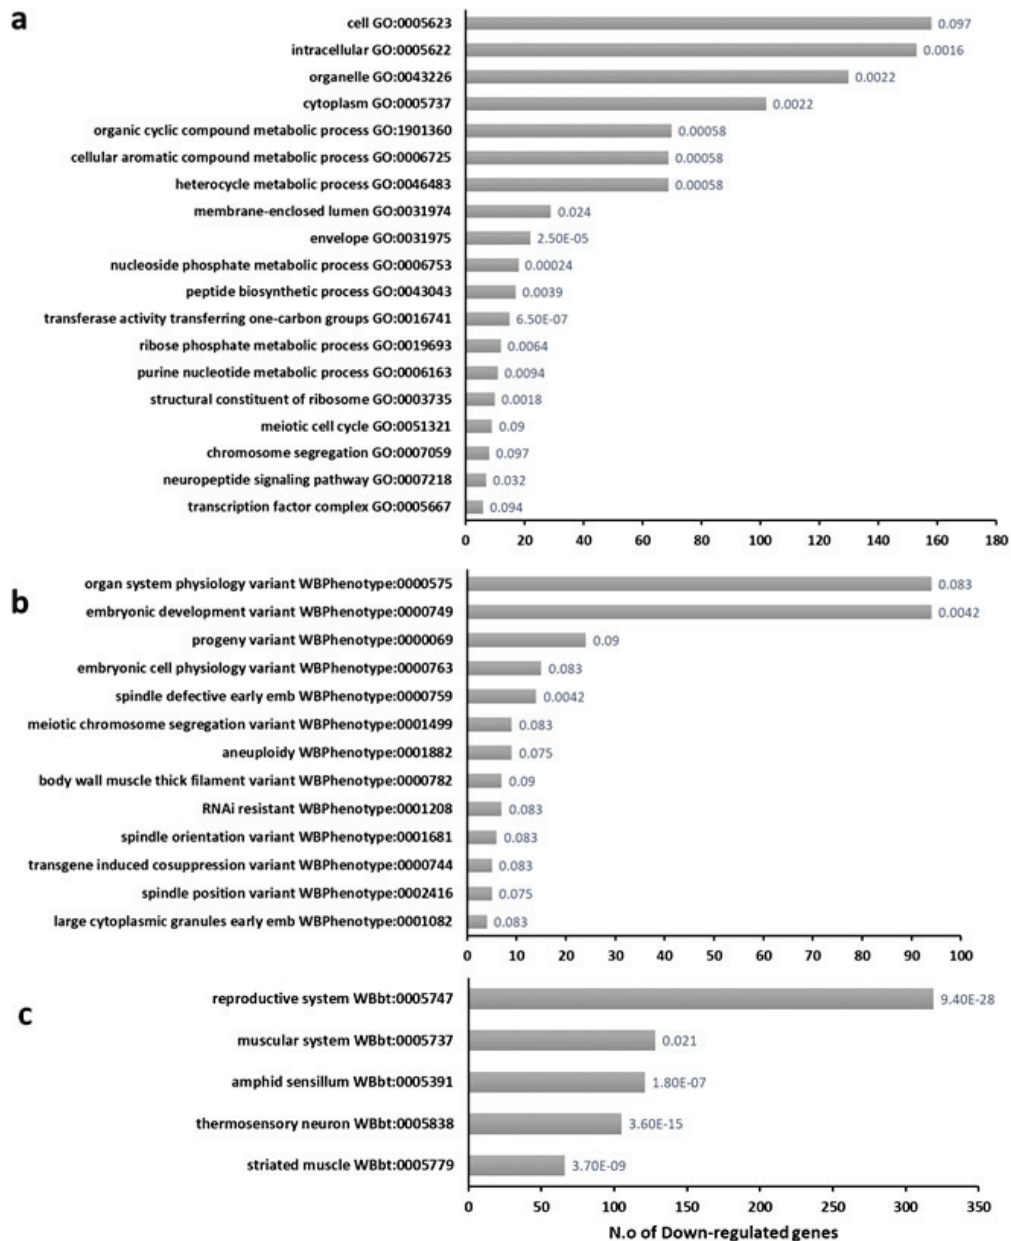 a
cell GO:0005623 0.097
intracellular GO:0005622 0.0016
organelle GO:0043226 0.0022
cytoplasm GO:0005737 0.0022
organic cyclic compound metabolic process GO:1901360 0.00058
cellular aromatic compound metabolic process GO:0006725 0.00058
heterocycle metabolic process GO:0046483 0.00058
membrane-enclosed lumen GO:0031974 0.024
envelope GO:0031975 2.50E-05
nucleoside phosphate metabolic process GO:0006753 0.00024
peptide biosynthetic process GO:0043043 0.0039
transferase activity transferring one-carbon groups GO:0016741 6.50E-07
ribose phosphate metabolic process GO:0019693 0.0064
purine nucleotide metabolic process GO:0006163 0.0094
structural constituent of ribosome GO:0003735 0.0018
meiotic cell cycle GO:0051321 0.09
chromosome segregation GO:0007059 0.097
neuropeptide signaling pathway GO:0007218 0.032
transcription factor complex GO:0005667 0.094
0 20 40 60 80 100 120 140 160 180
b
organ system physiology variant WBPhenotype:0000575 0.083
embryonic development variant WBPhenotype:0000749 0.0042
progeny variant WBPhenotype:0000069 0.09
embryonic cell physiology variant WBPhenotype:0000763 0.083
spindle defective early emb WBPhenotype:0000759 0.0042
meiotic chromosome segregation variant WBPhenotype:0001499 0.083
aneuploidy WBPhenotype:0001882 0.075
body wall muscle thick filament variant WBPhenotype:0000782 0.09
RNAi resistant WBPhenotype:0001208 0.083
spindle orientation variant WBPhenotype:0001681 0.083
transgene induced cosuppression variant WBPhenotype:0000744 0.083
spindle position variant WBPhenotype:0002416 0.075
large cytoplasmic granules early emb WBPhenotype:0001082 0.083
0 10 20 30 40 50 60 70 80 90 100
c
reproductive system WBbt:0005747 9.40E-28
muscular system WBbt:0005737 0.021
amphid sensillum WBbt:0005391 1.80E-07
thermosensory neuron WBbt:0005838 3.60E-15
striated muscle WBbt:0005779 3.70E-09
0 50 100 150 200 250 300 350
N.o of Down-regulated genes